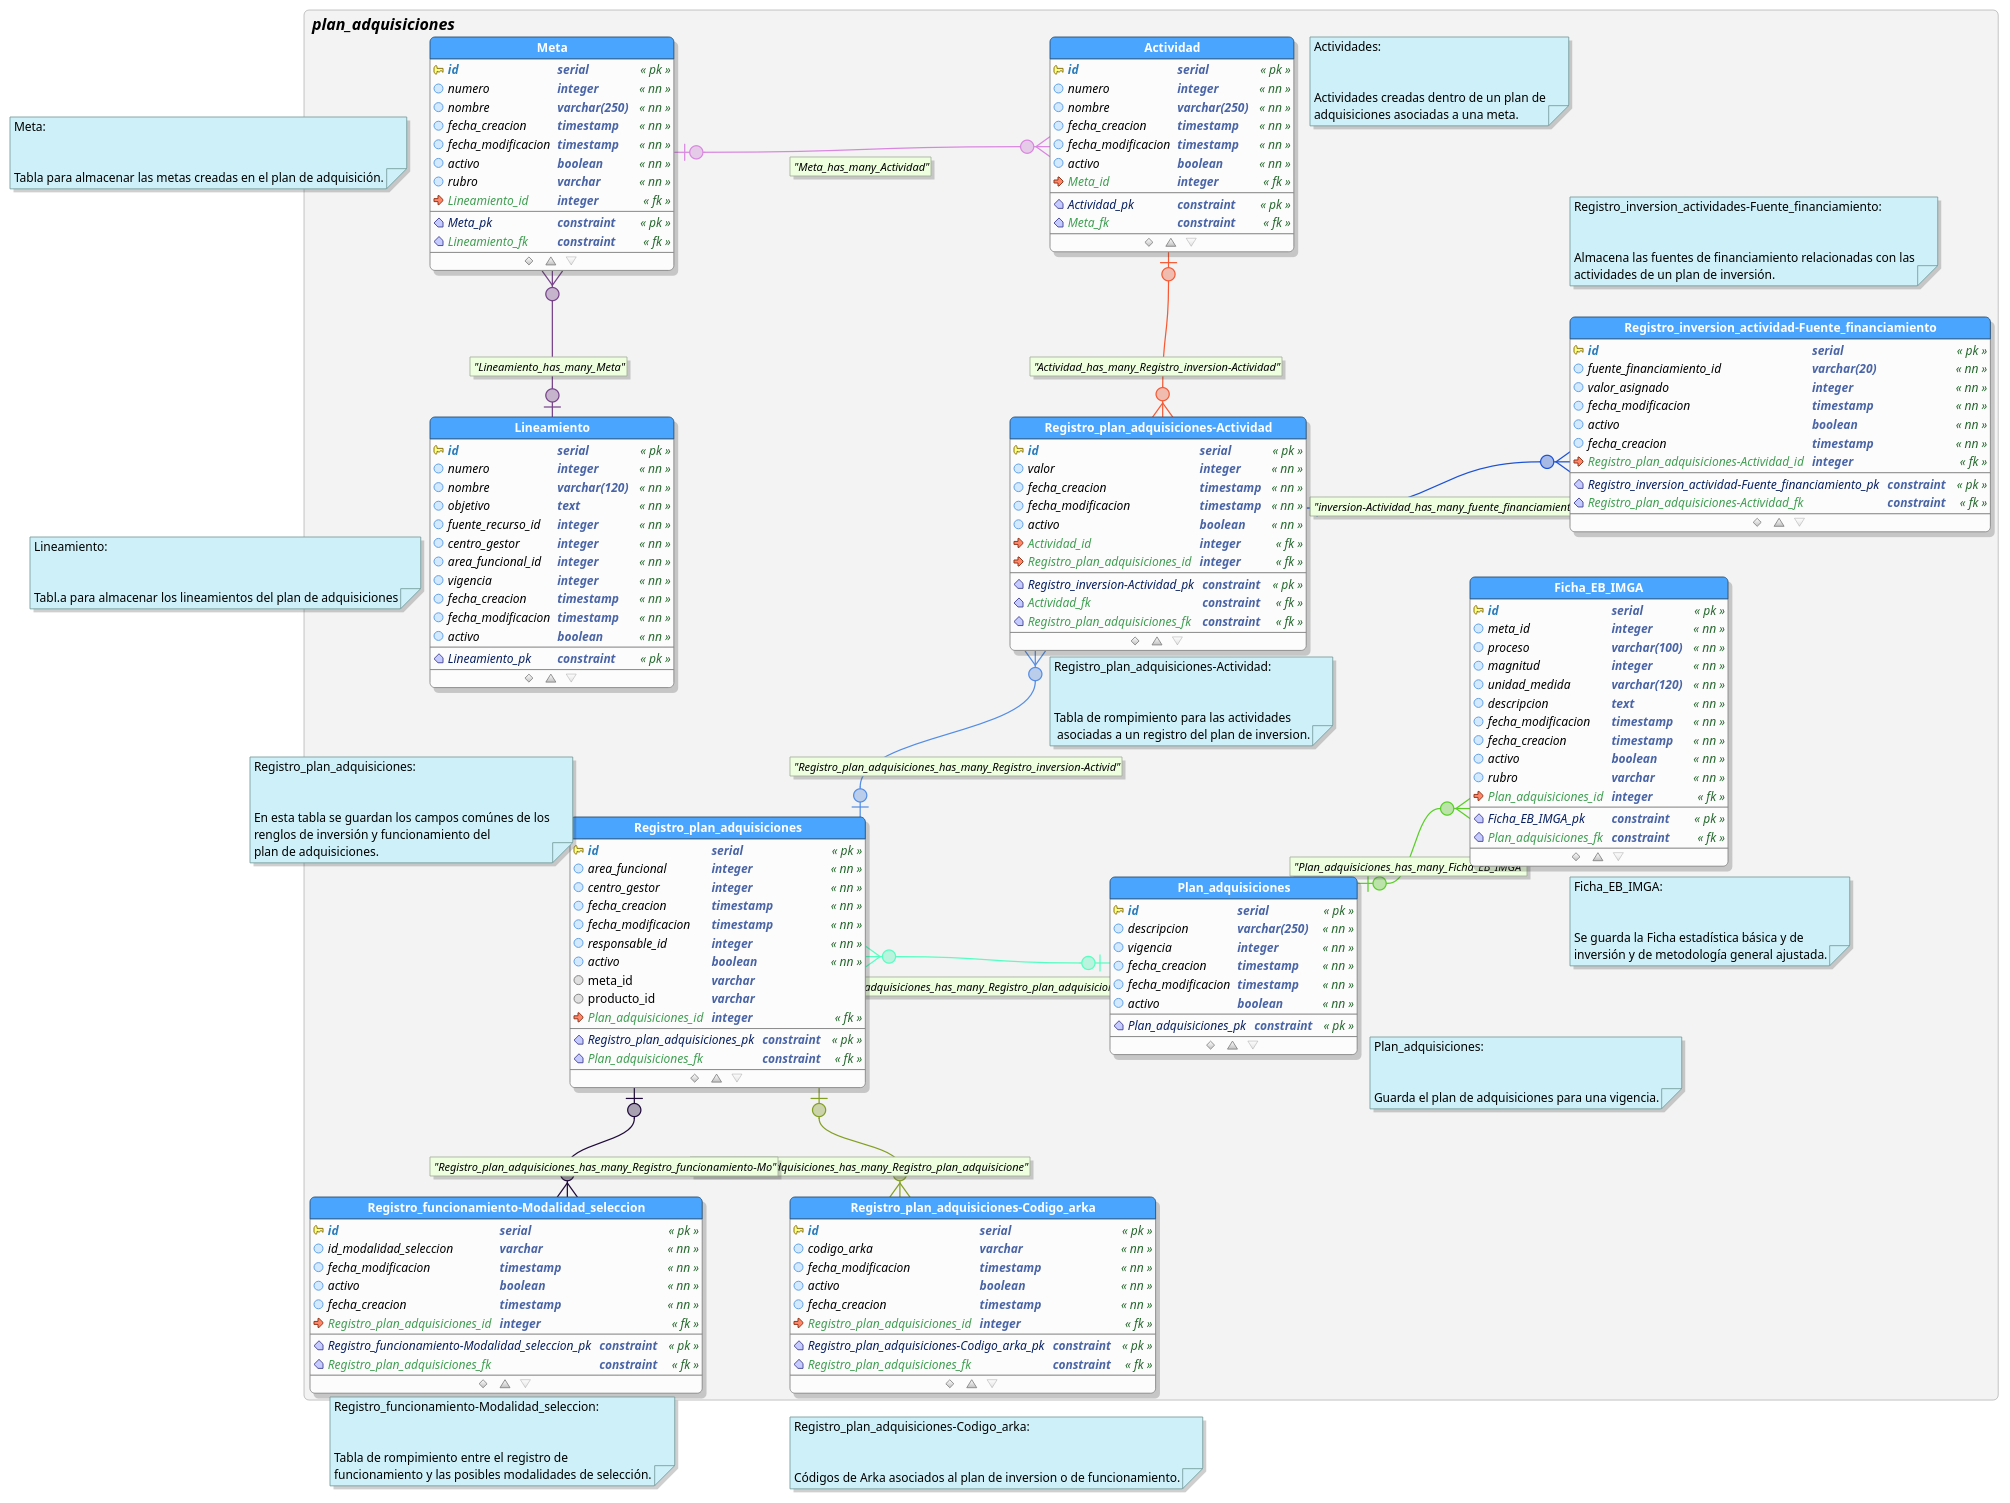 plan_adquisiciones
Meta
id serial « pk »
numero integer « nn »
nombre varchar(250) « nn »
fecha_creacion timestamp « nn »
fecha_modificacion timestamp « nn »
activo boolean « nn »
rubro varchar « nn »
Lineamiento_id integer « fk »
Meta_pk constraint « pk »
Lineamiento_fk constraint « fk »
Actividad
id serial « pk »
numero integer « nn »
nombre varchar(250) « nn »
fecha_creacion timestamp « nn »
fecha_modificacion timestamp « nn »
activo boolean « nn »
Meta_id integer « fk »
Actividad_pk constraint « pk »
Meta_fk constraint « fk »
Actividades:
Actividades creadas dentro de un plan de
adquisiciones asociadas a una meta.
Meta:
Tabla para almacenar las metas creadas en el plan de adquisición.
"Meta_has_many_Actividad"
Registro_inversion_actividades-Fuente_financiamiento:
Almacena las fuentes de financiamiento relacionadas con las
actividades de un plan de inversión.
Registro_inversion_actividad-Fuente_financiamiento
id serial « pk »
fuente_financiamiento_id varchar(20) « nn »
valor_asignado integer « nn »
fecha_modificacion timestamp « nn »
activo boolean « nn »
fecha_creacion timestamp « nn »
Registro_plan_adquisiciones-Actividad_id integer « fk »
Registro_inversion_actividad-Fuente_financiamiento_pk constraint « pk »
Registro_plan_adquisiciones-Actividad_fk constraint « fk »
"Lineamiento_has_many_Meta"
"Actividad_has_many_Registro_inversion-Actividad"
Lineamiento
id serial « pk »
numero integer « nn »
nombre varchar(120) « nn »
objetivo text « nn »
fuente_recurso_id integer « nn »
centro_gestor integer « nn »
area_funcional_id integer « nn »
vigencia integer « nn »
fecha_creacion timestamp « nn »
fecha_modificacion timestamp « nn »
activo boolean « nn »
Lineamiento_pk constraint « pk »
Registro_plan_adquisiciones-Actividad
id serial « pk »
valor integer « nn »
fecha_creacion timestamp « nn »
fecha_modificacion timestamp « nn »
activo boolean « nn »
Actividad_id integer « fk »
Registro_plan_adquisiciones_id integer « fk »
Registro_inversion-Actividad_pk constraint « pk »
Actividad_fk constraint « fk »
Registro_plan_adquisiciones_fk constraint « fk »
"inversion-Actividad_has_many_fuente_financiamient
Lineamiento:
Tabl.a para almacenar los lineamientos del plan de adquisiciones
Ficha_EB_IMGA
id serial « pk »
meta_id integer « nn »
proceso varchar(100) « nn »
magnitud integer « nn »
unidad_medida varchar(120) « nn »
descripcion text « nn »
fecha_modificacion timestamp « nn »
fecha_creacion timestamp « nn »
activo boolean « nn »
rubro varchar « nn »
Plan_adquisiciones_id integer « fk »
Ficha_EB_IMGA_pk constraint « pk »
Plan_adquisiciones_fk constraint « fk »
Registro_plan_adquisiciones-Actividad:
Tabla de rompimiento para las actividades
asociadas a un registro del plan de inversion.
"Registro_plan_adquisiciones_has_many_Registro_inversion-Activid"
Registro_plan_adquisiciones:
En esta tabla se guardan los campos comúnes de los
renglos de inversión y funcionamiento del
plan de adquisiciones.
Registro_plan_adquisiciones
id serial « pk »
area_funcional integer « nn »
centro_gestor integer « nn »
fecha_creacion timestamp « nn »
fecha_modificacion timestamp « nn »
responsable_id integer « nn »
activo boolean « nn »
meta_id varchar
producto_id varchar
Plan_adquisiciones_id integer « fk »
Registro_plan_adquisiciones_pk constraint « pk »
Plan_adquisiciones_fk constraint « fk »
"Plan_adquisiciones_has_many_Ficha_EB_IMGA
Plan_adquisiciones
id serial « pk »
descripcion varchar(250) « nn »
vigencia integer « nn »
fecha_creacion timestamp « nn »
fecha_modificacion timestamp « nn »
activo boolean « nn »
Plan_adquisiciones_pk constraint « pk »
Ficha_EB_IMGA:
Se guarda la Ficha estadística básica y de
inversión y de metodología general ajustada.
adquisiciones_has_many_Registro_plan_adquisicion
Plan_adquisiciones:
Guarda el plan de adquisiciones para una vigencia.
"Registro_plan_adquisiciones_has_many_Registro_funcionamiento-Mo"
quisiciones_has_many_Registro_plan_adquisicione"
Registro_funcionamiento-Modalidad_seleccion
id serial « pk »
id_modalidad_seleccion varchar « nn »
fecha_modificacion timestamp « nn »
activo boolean « nn »
fecha_creacion timestamp « nn »
Registro_plan_adquisiciones_id integer « fk »
Registro_funcionamiento-Modalidad_seleccion_pk constraint « pk »
Registro_plan_adquisiciones_fk constraint « fk »
Registro_plan_adquisiciones-Codigo_arka
id serial « pk »
codigo_arka varchar « nn »
fecha_modificacion timestamp « nn »
activo boolean « nn »
fecha_creacion timestamp « nn »
Registro_plan_adquisiciones_id integer « fk »
Registro_plan_adquisiciones-Codigo_arka_pk constraint « pk »
Registro_plan_adquisiciones_fk constraint « fk »
Registro_funcionamiento-Modalidad_seleccion:
Tabla de rompimiento entre el registro de
funcionamiento y las posibles modalidades de selección.
Registro_plan_adquisiciones-Codigo_arka:
Códigos de Arka asociados al plan de inversion o de funcionamiento.